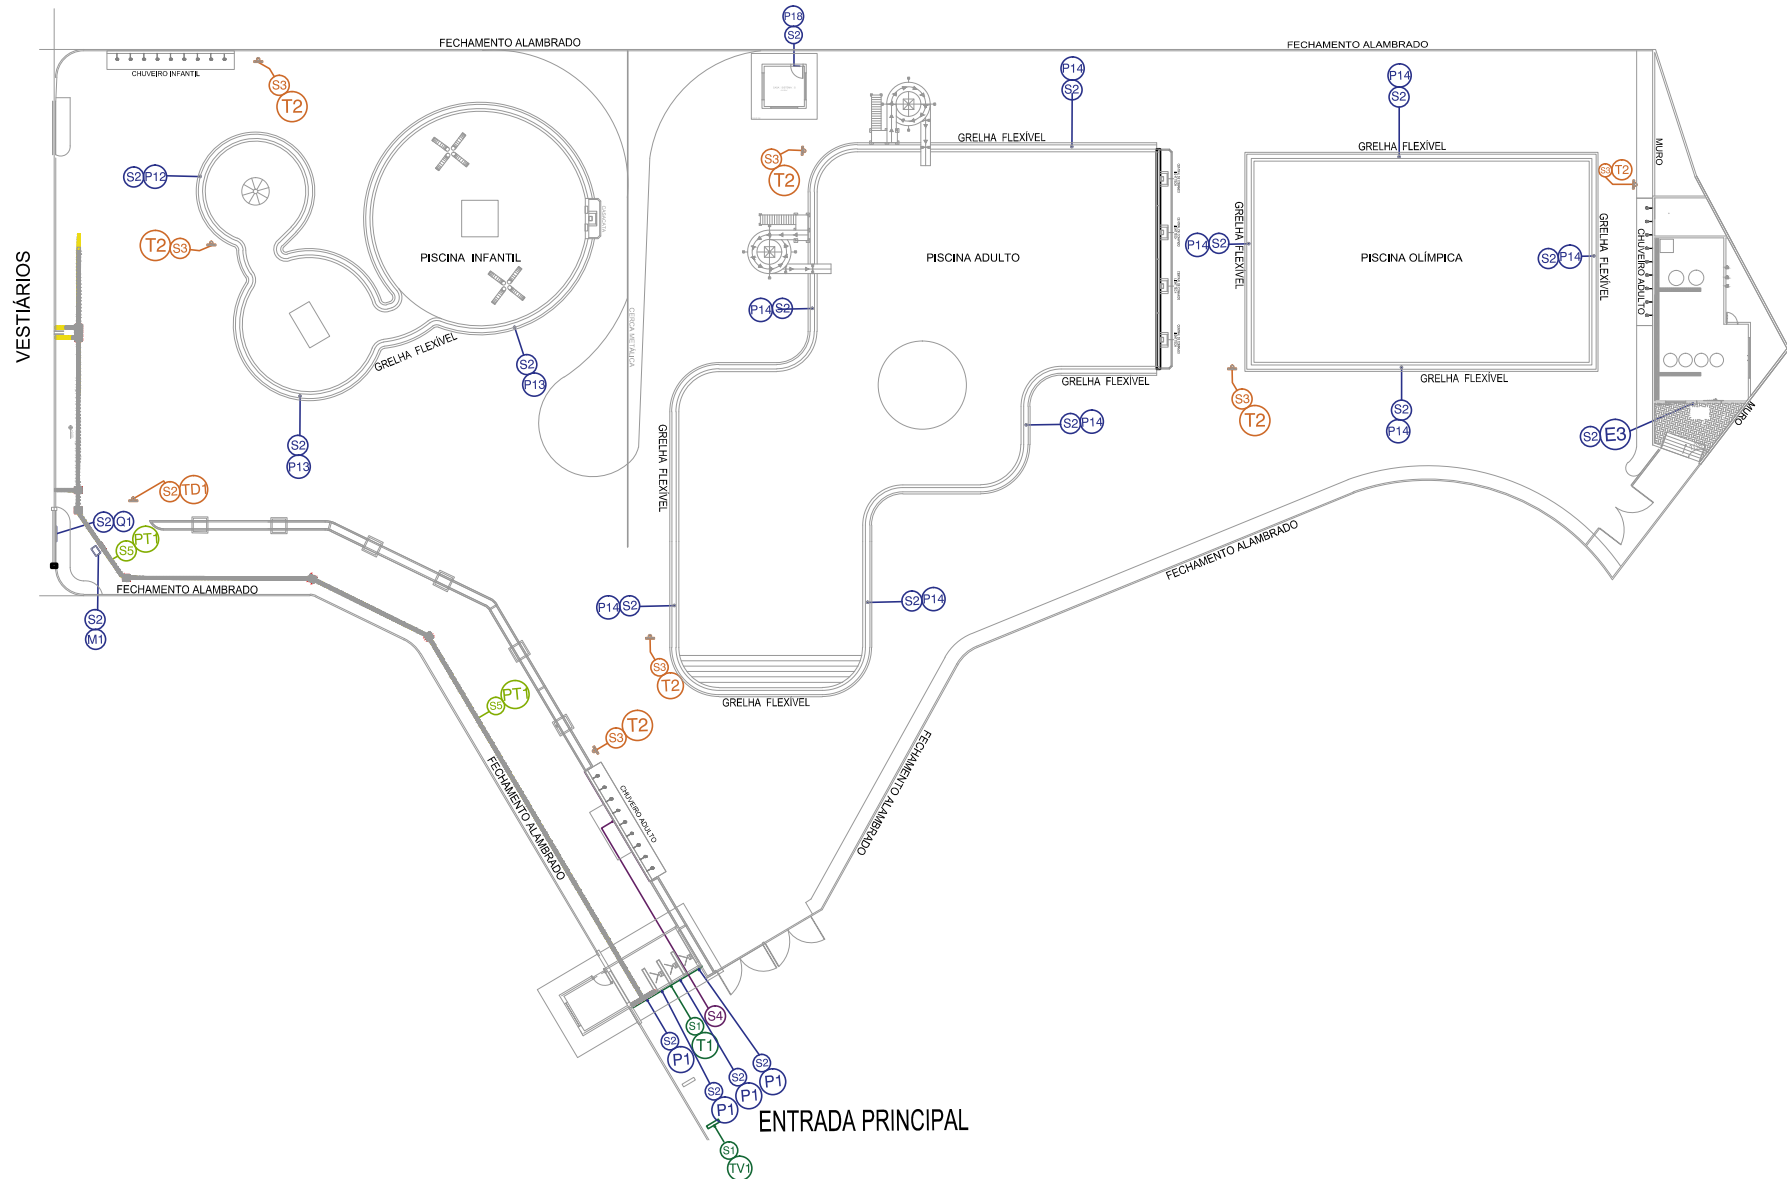 P18
S2
FECHAMENTO ALAMBRADO
FECHAMENTO ALAMBRADO
CHUVEIRO INFANTIL
S3
T2
P14
S2
P14
S2
GRELHA FLEXÍVEL
GRELHA FLEXÍVEL
MURO
S3
T2
S3
T2
S2
P12
T2
S3
CASACATA
GRELHA FLEXÍVEL
P14
S2
S2
P14
GRELHA FLEXÍVEL
CHUVEIRO ADULTO
VESTIÁRIOS
PISCINA INFANTIL
PISCINA ADULTO
PISCINA OLÍMPICA
P14
S2
CERCA METÁLICA
GRELHA FLEXÍVEL
S2
P13
GRELHA FLEXIVEL
GRELHA FLEXÍVEL
S3
T2
S2
P14
S2
P14
MURO
S2
E3
S2
P13
GRELHA FLEXÍVEL
S2
TD1
S2
Q1
S5
PT1
FECHAMENTO ALAMBRADO
FECHAMENTO ALAMBRADO
S2
M1
P14
S2
S2
P14
S3
T2
S5
PT1
GRELHA FLEXÍVEL
S3
T2
FECHAMENTO ALAMBRADO
FECHAMENTO ALAMBRADO
CHUVEIRO ADULTO
S4
S1
T1
S2
P1
S2
P1
S2
P1
S2
P1
ENTRADA PRINCIPAL
S1
TV1